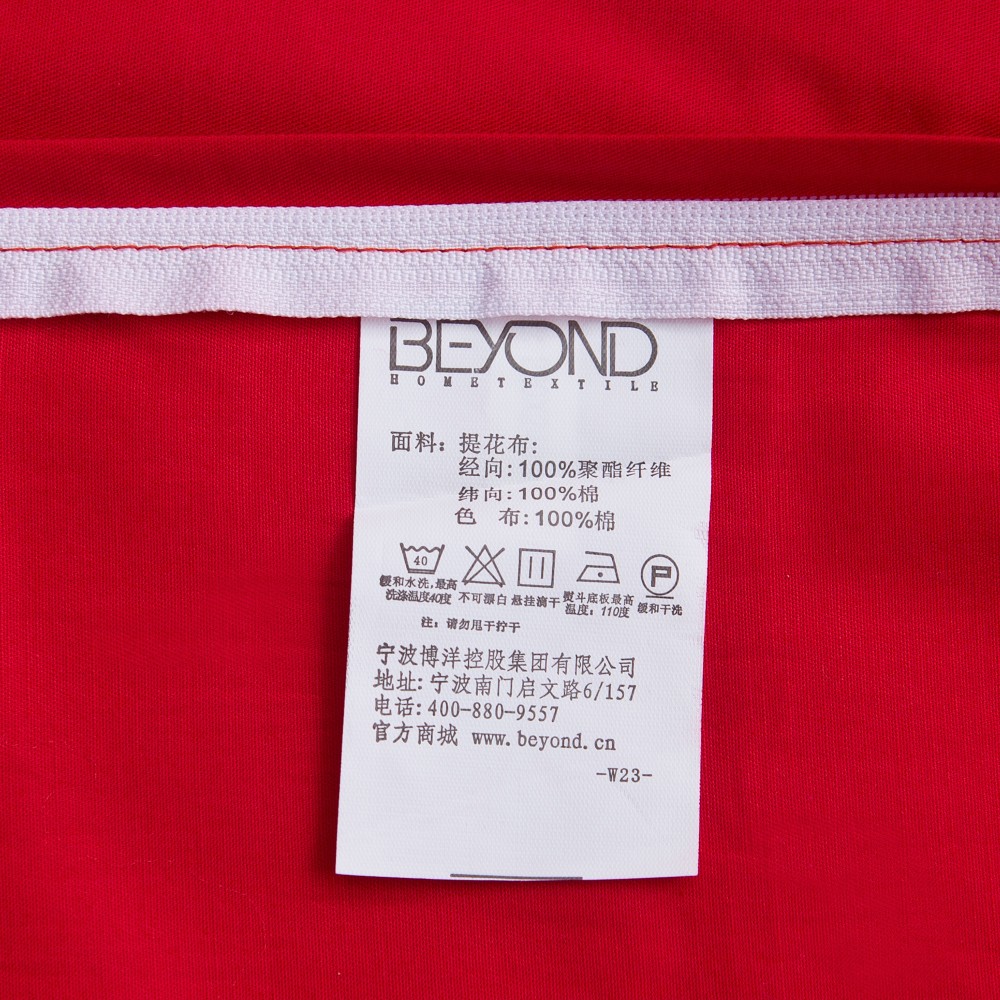 BEYOND
HOMETEXTILE
面料：提花布:
经向:100%聚酯纤维
纬向:100%棉
色 布:100%棉
40
P
缓和水洗,最高
洗涤温度40度
不可漂白
悬挂滴干
熨斗底板最高
温度：110度
缓和干洗
注：请勿甩干拧干
宁波博洋控股集团有限公司
地址:宁波南门启文路6/157
电话:400-880-9557
官方商城 www.beyond.cn
-W23-